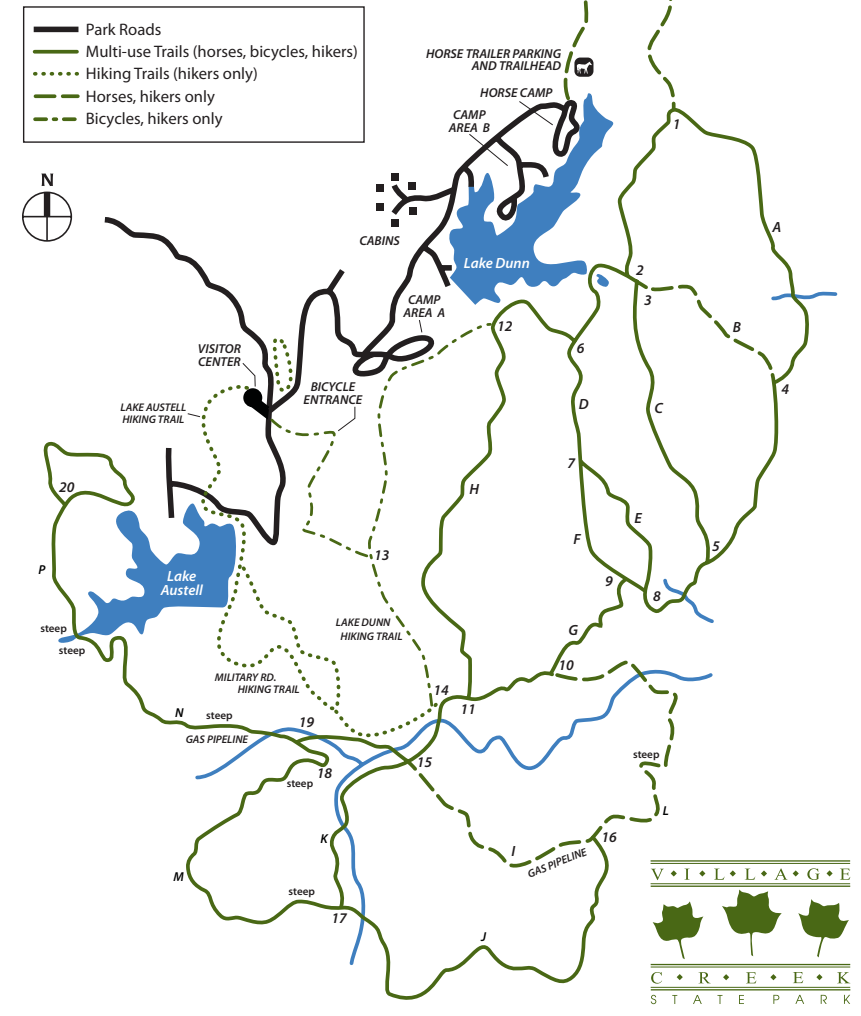 Park Roads
Multi-use Trails (horses, bicycles, hikers)
Hiking Trails (hikers only)
Horses, hikers only
Bicycles, hikers only
N
HORSE TRAILER PARKING
AND TRAILHEAD
HORSE CAMP
CAMP
AREA B
1
A
CABINS
Lake Dunn
2
3
B
CAMP
AREA A
12
6
4
VISITOR
CENTER
BICYCLE
ENTRANCE
LAKE AUSTELL
HIKING TRAIL
D
C
7
20
H
E
F
5
13
P
Lake
Austell
9
8
steep
steep
LAKE DUNN
HIKING TRAIL
G
10
MILITARY RD.
HIKING TRAIL
14
11
N
steep
19
GAS PIPELINE
18
15
steep
steep
L
K
16
I
GAS PIPELINE
M
steep
17
J
V • I • L • L • A • G • E
C • R • E • E • K
STATE PARK